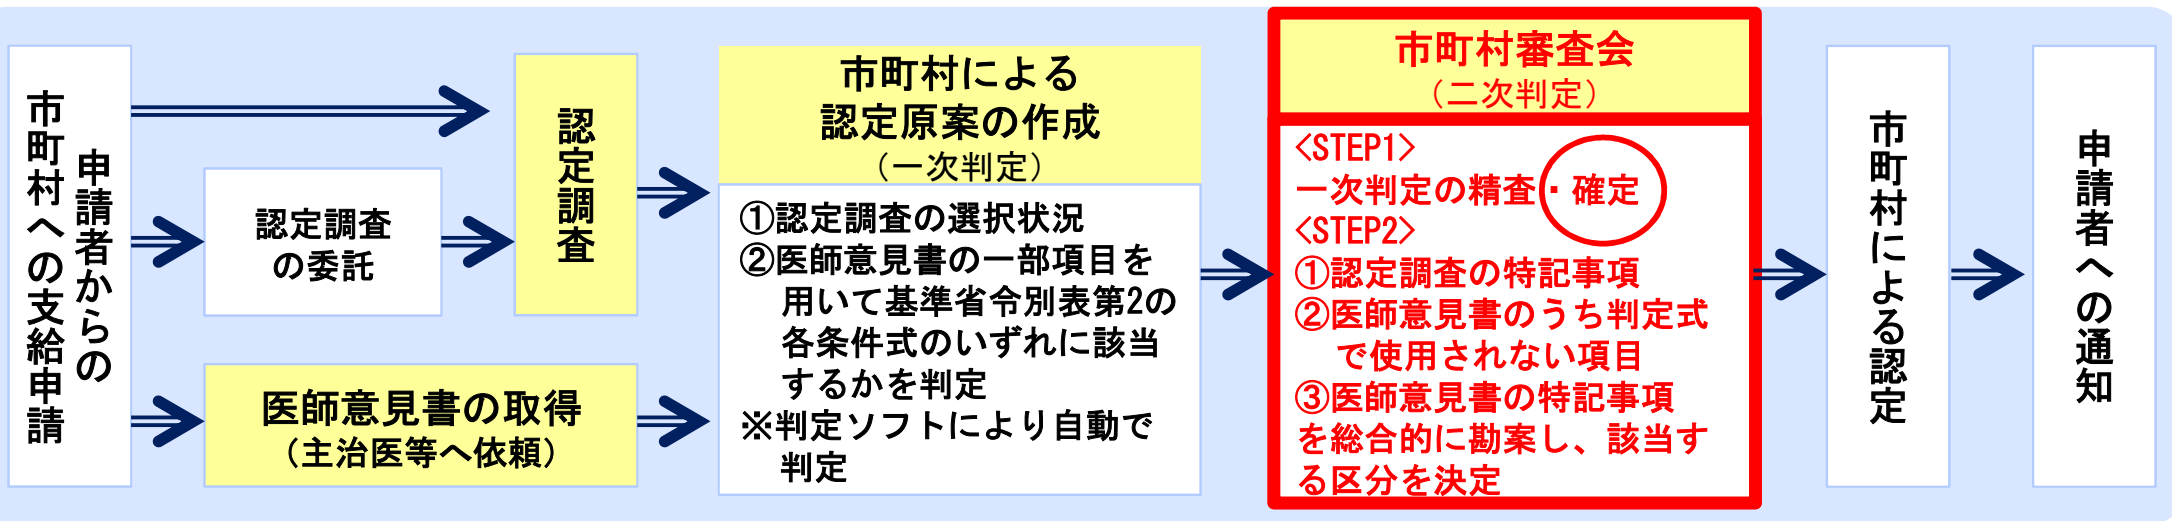 申請者からの
市町村への支給申請
認定調査
の委託
医師意見書の取得
（主治医等へ依頼）
認定調査
市町村による
認定原案の作成
（一次判定）
①認定調査の選択状況
②医師意見書の一部項目を
用いて基準省令別表第2の
各条件式のいずれに該当
するかを判定
※判定ソフトにより自動で
判定
市町村審査会
（二次判定）
<STEP1>
一次判定の精査・確定
<STEP2>
①認定調査の特記事項
②医師意見書のうち判定式
で使用されない項目
③医師意見書の特記事項
を総合的に勘案し、該当す
る区分を決定
市町村による認定
申請者への通知